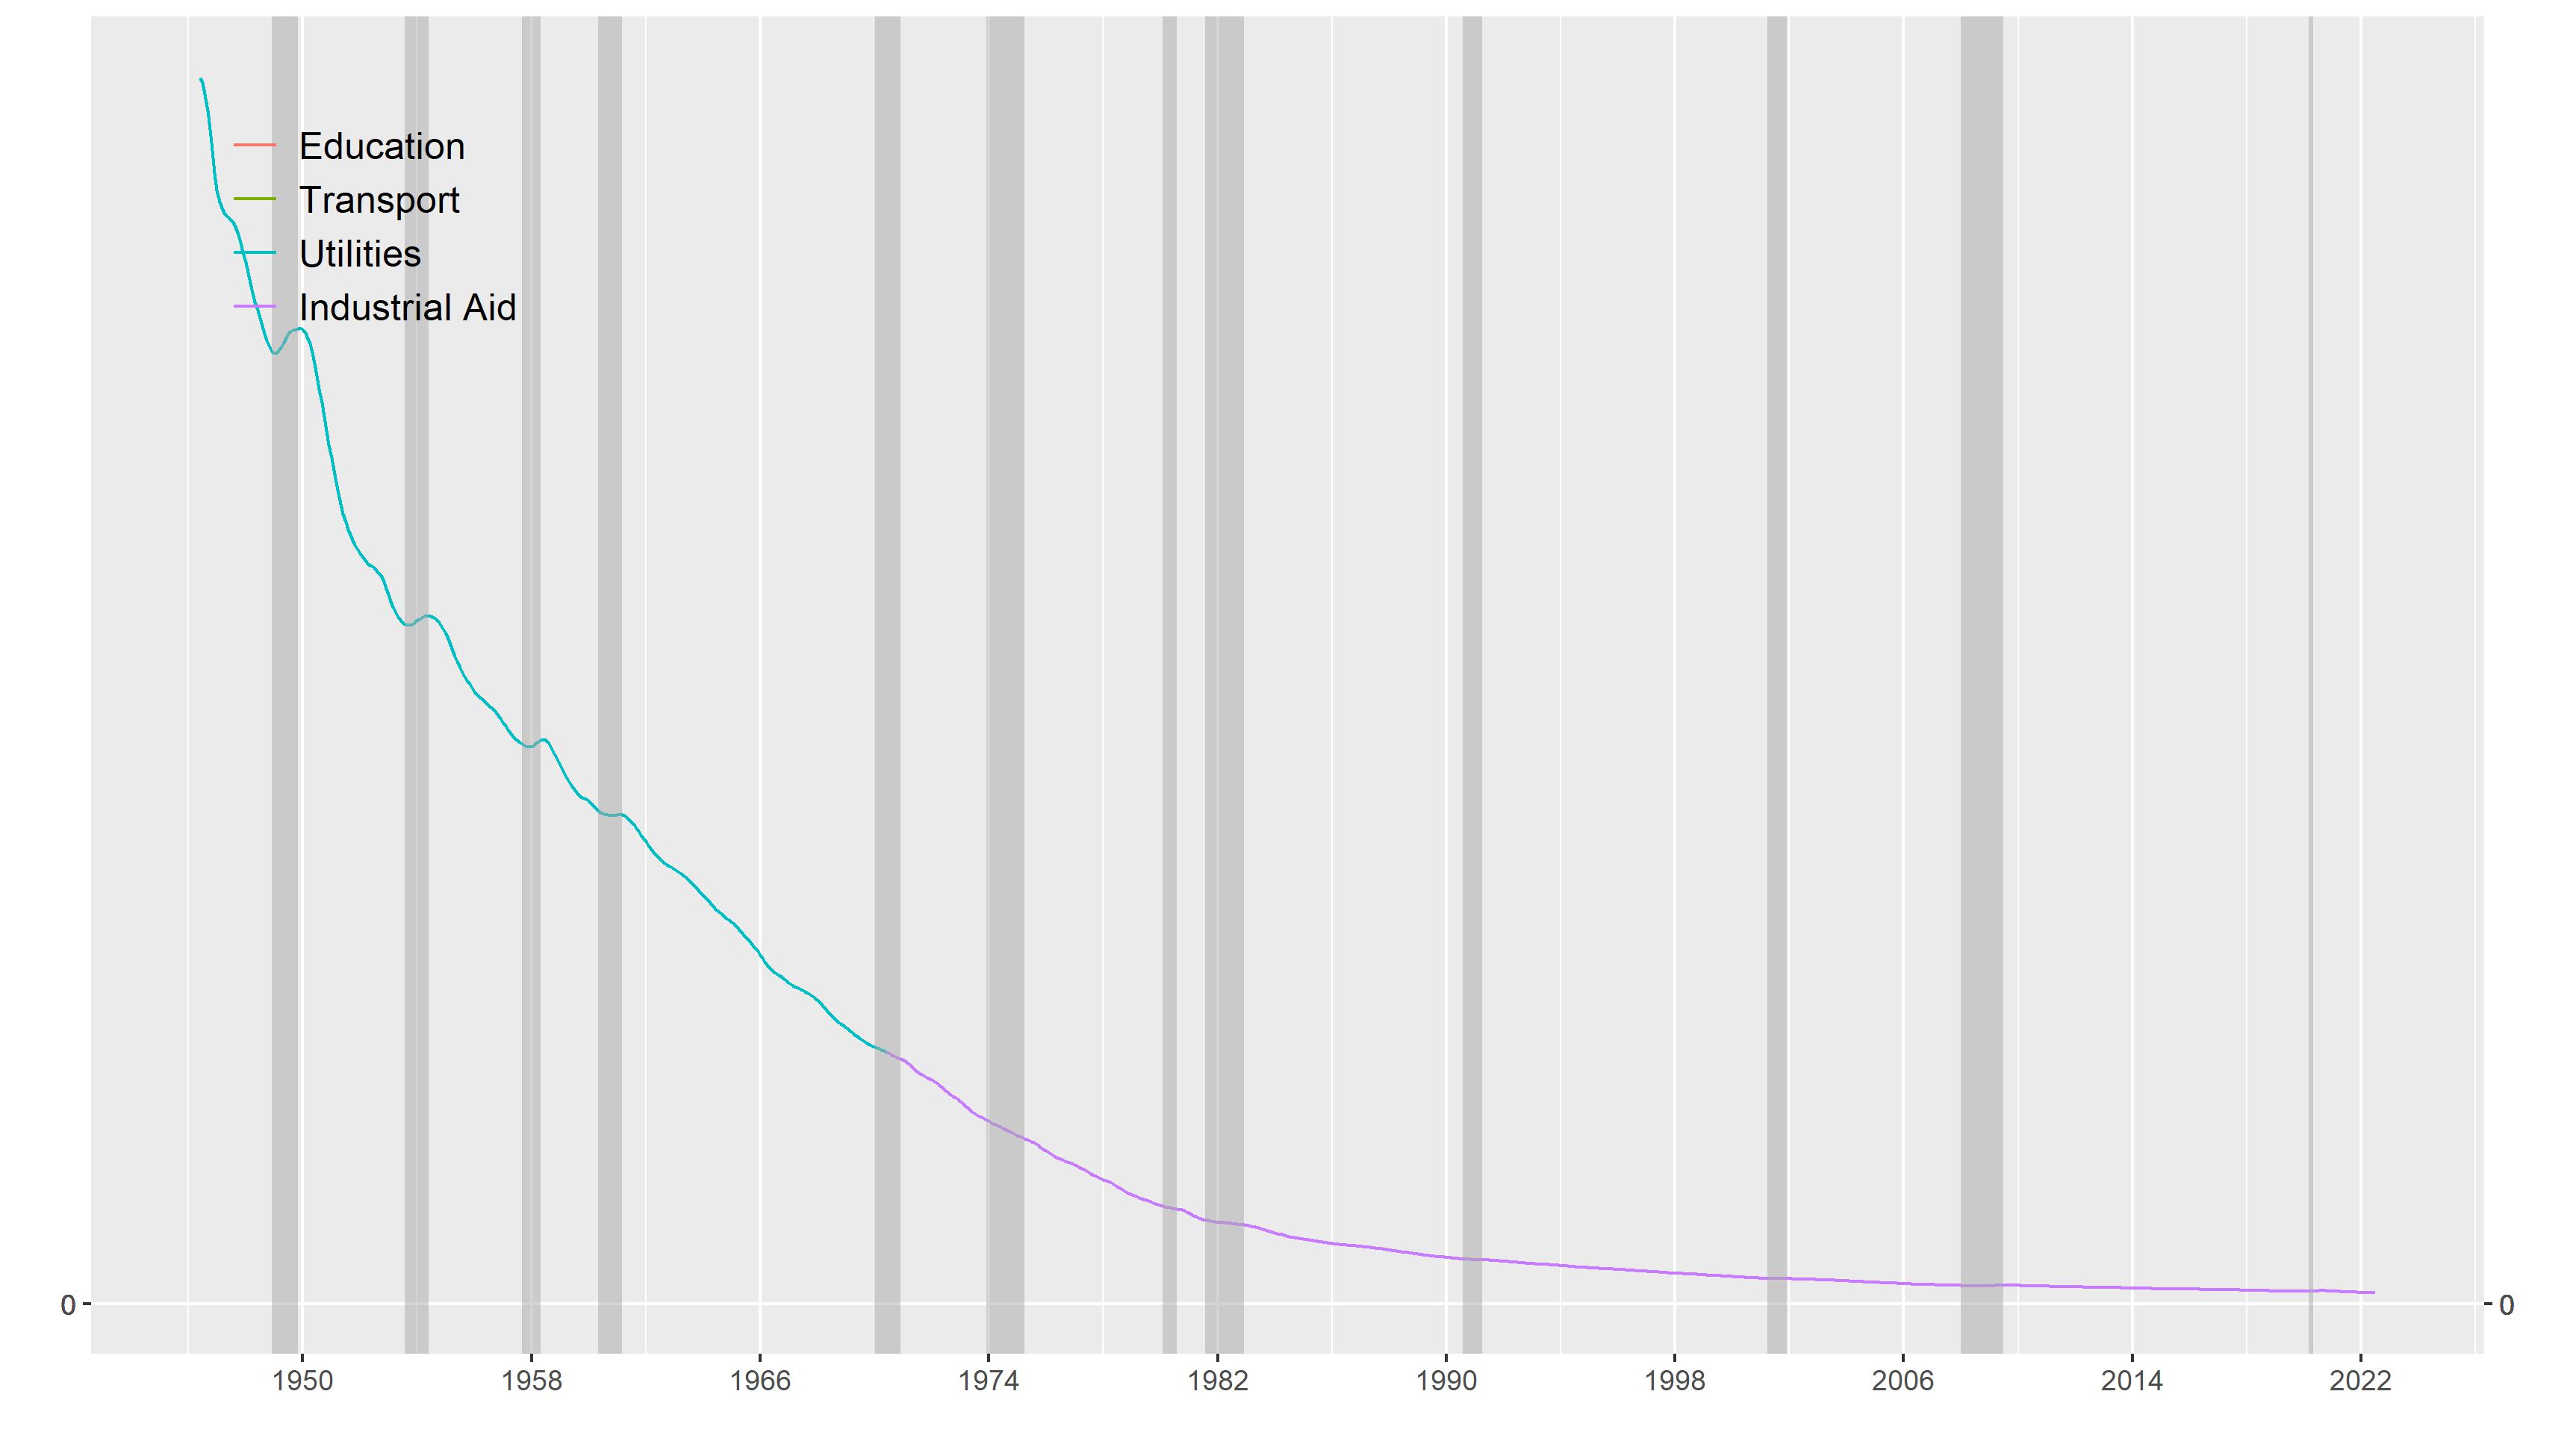 Education
Transport
Utilities
Industrial Aid
0 0
1950 1958 1966 1974 1982 1990 1998 2006 2014 2022